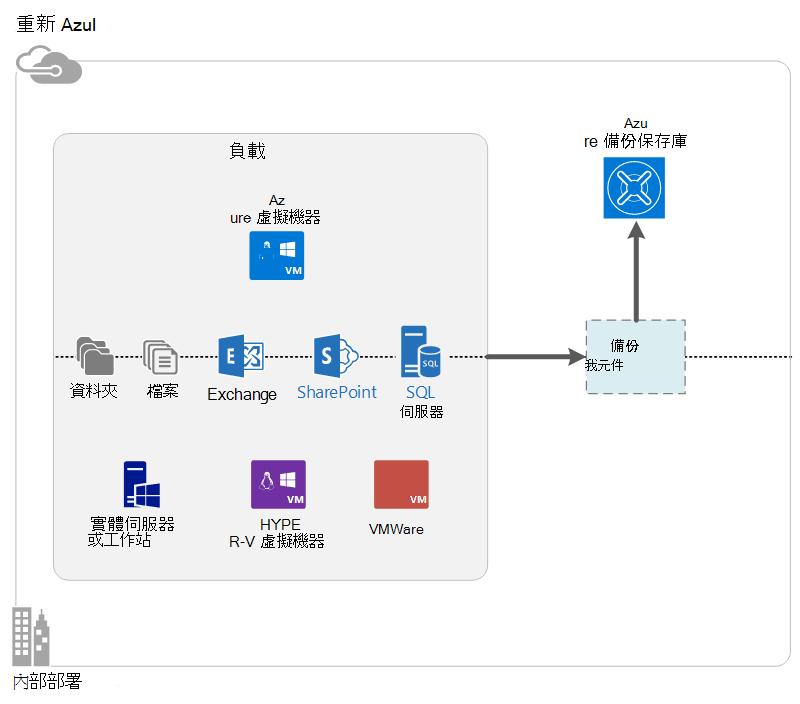 重新 Azul
Azu
re 備份保存庫
負載
Az
ure 虛擬機器
VM
E
S
SQL
備份
我元件
資料夾
檔案
Exchange
SharePoint
SQL
伺服器
VM
VM
實體伺服器
或工作站
HYPE
R-V 虛擬機器
VMWare
內部部署